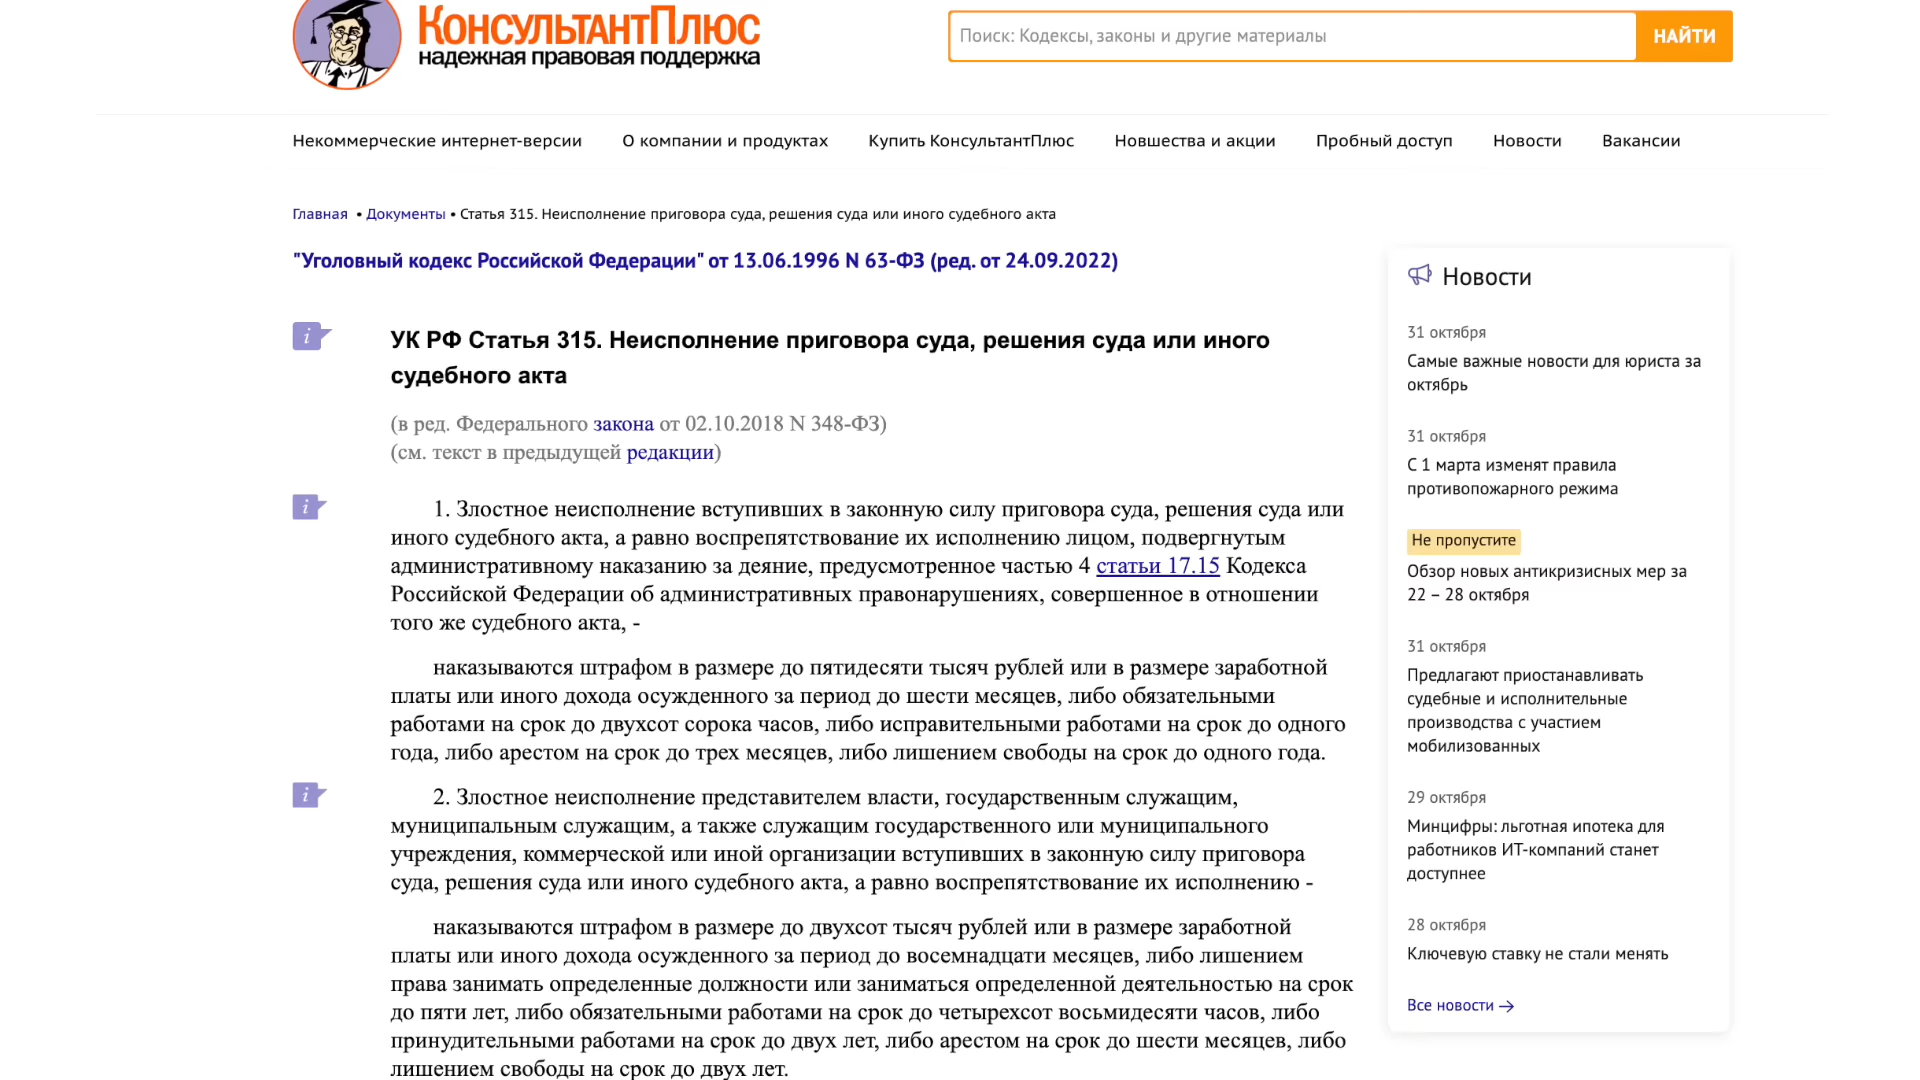 КонсультантПлюс
надежная правовая поддержка
Поиск: Кодексы, законы и другие материалы
НАЙТИ
Некоммерческие интернет-версии
О компании и продуктах
Купить КонсультантПлюс
Новшества и акции
Пробный доступ
Новости
Вакансии
Главная • Документы • Статья 315. Неисполнение приговора суда, решения суда или иного судебного акта
"Уголовный кодекс Российской Федерации" от 13.06.1996 N 63-ФЗ (ред. от 24.09.2022)
i
УК РФ Статья 315. Неисполнение приговора суда, решения суда или иного
судебного акта
(в ред. Федерального закона от 02.10.2018 N 348-ФЗ)
(см. текст в предыдущей редакции)
i
1. Злостное неисполнение вступивших в законную силу приговора суда, решения суда или
иного судебного акта, а равно воспрепятствование их исполнению лицом, подвергнутым
административному наказанию за деяние, предусмотренное частью 4 статьи 17.15 Кодекса
Российской Федерации об административных правонарушениях, совершенное в отношении
того же судебного акта, -
наказываются штрафом в размере до пятидесяти тысяч рублей или в размере заработной
платы или иного дохода осужденного за период до шести месяцев, либо обязательными
работами на срок до двухсот сорока часов, либо исправительными работами на срок до одного
года, либо арестом на срок до трех месяцев, либо лишением свободы на срок до одного года.
i
2. Злостное неисполнение представителем власти, государственным служащим,
муниципальным служащим, а также служащим государственного или муниципального
учреждения, коммерческой или иной организации вступивших в законную силу приговора
суда, решения суда или иного судебного акта, а равно воспрепятствование их исполнению -
наказываются штрафом в размере до двухсот тысяч рублей или в размере заработной
платы или иного дохода осужденного за период до восемнадцати месяцев, либо лишением
права занимать определенные должности или заниматься определенной деятельностью на срок
до пяти лет, либо обязательными работами на срок до четырехсот восьмидесяти часов, либо
принудительными работами на срок до двух лет, либо арестом на срок до шести месяцев, либо
лишением свободы на срок до двух лет.
Новости
31 октября
Самые важные новости для юриста за
октябрь
31 октября
С 1 марта изменят правила
противопожарного режима
Не пропустите
Обзор новых антикризисных мер за
22 – 28 октября
31 октября
Предлагают приостанавливать
судебные и исполнительные
производства с участием
мобилизованных
29 октября
Минцифры: льготная ипотека для
работников ИТ-компаний станет
доступнее
28 октября
Ключевую ставку не стали менять
Все новости →